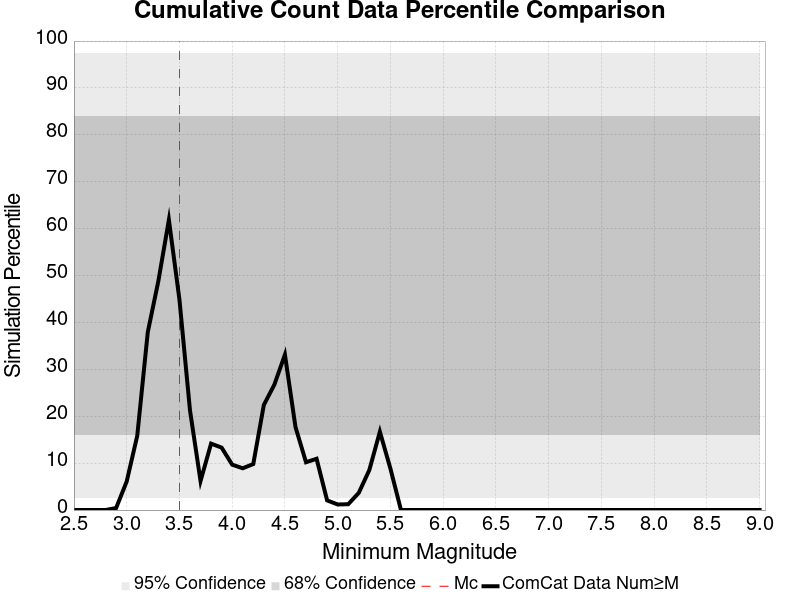 Cumulative Count Data Percentile Comparison
100
90
80
70
60
50
40
30
20
10
0
Simulation Percentile
2.5 3.0 3.5 4.0 4.5 5.0 5.5 6.0 6.5 7.0 7.5 8.0 8.5 9.0
Minimum Magnitude
95% Confidence 68% Confidence Mc ComCat Data Num≥M